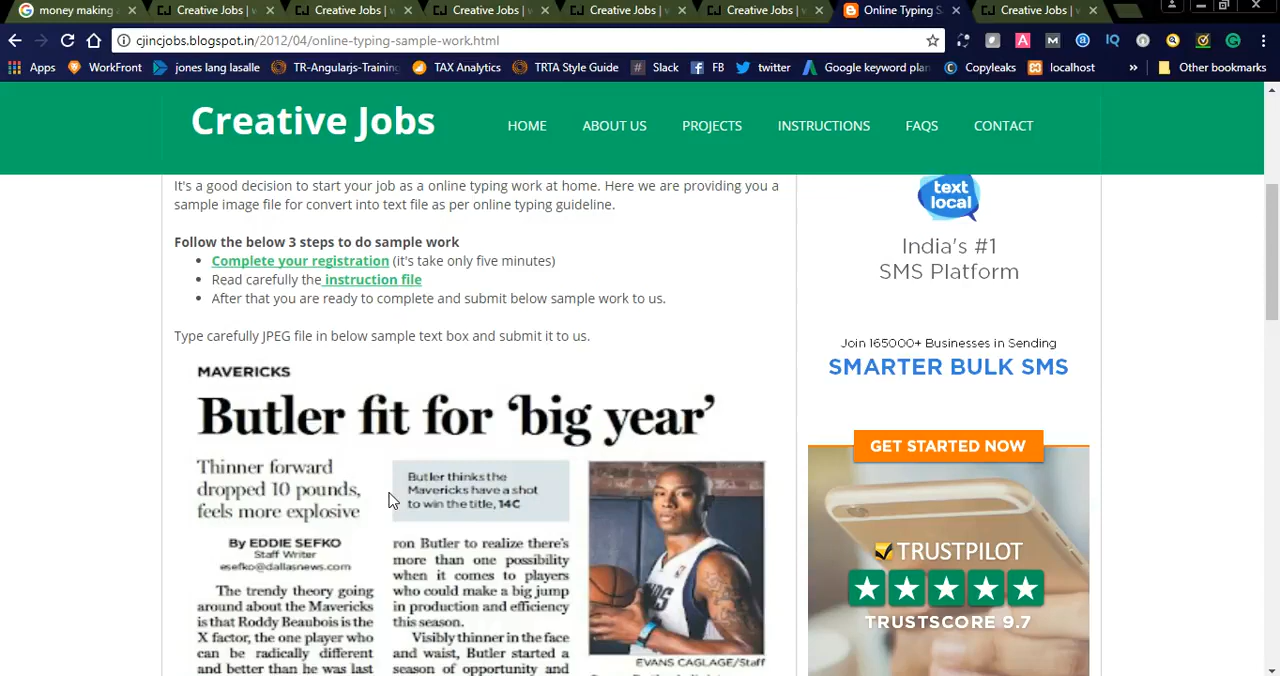 money making
Creative Jobs | v
Creative Jobs | v
Creative Jobs | v
Creative Jobs | v
Creative Jobs | v
Online Typing S
Creative Jobs | v
cjincjobs.blogspot.in/2012/04/online-typing-sample-work.html
Apps
WorkFront
jones lang lasalle
TR-Angularjs-Training
TAX Analytics
TRTA Style Guide
Slack
FB
twitter
Google keyword plan
Copyleaks
localhost
»
Other bookmarks
Creative Jobs
HOME
ABOUT US
PROJECTS
INSTRUCTIONS
FAQS
CONTACT
It's a good decision to start your job as a online typing work at home. Here we are providing you a
sample image file for convert into text file as per online typing guideline.
Follow the below 3 steps to do sample work
• Complete your registration (it's take only five minutes)
• Read carefully the instruction file
• After that you are ready to complete and submit below sample work to us.
Type carefully JPEG file in below sample text box and submit it to us.
MAVERICKS
Butler fit for ‘big year’
Thinner forward
dropped 10 pounds,
feels more explosive
By EDDIE SEFKO
Staff Writer
esefko@dallasnews.com
The trendy theory going
around about the Mavericks
is that Roddy Beaubois is the
X factor, the one player who
can be radically different
and better than he was last
Butler thinks the
Mavericks have a shot
to win the title, 14C
ron Butler to realize there's
more than one possibility
when it comes to players
who could make a big jump
in production and efficiency
this season.
Visibly thinner in the face
and waist, Butler started a
season of opportunity and
EVANS CAGLAGE/Staff
text
local
India's #1
SMS Platform
Join 165000+ Businesses in Sending
SMARTER BULK SMS
GET STARTED NOW
TRUSTPILOT
TRUSTSCORE 9.7